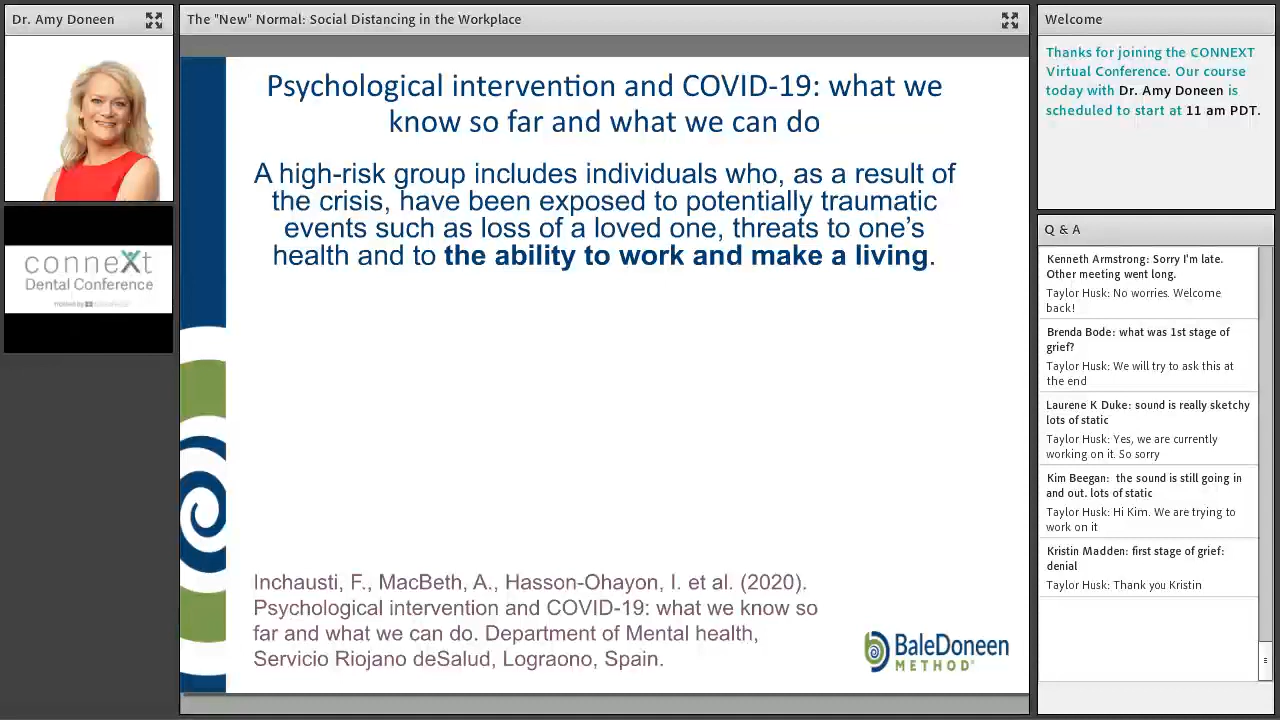 Dr. Amy Doneen
The "New" Normal: Social Distancing in the Workplace
Psychological intervention and COVID-19: what we
know so far and what we can do
A high-risk group includes individuals who, as a result of
the crisis, have been exposed to potentially traumatic
events such as loss of a loved one, threats to one's
health and to the ability to work and make a living.
Inchausti, F., MacBeth, A., Hasson-Ohayon, I. et al. (2020).
Psychological intervention and COVID-19: what we know so
far and what we can do. Department of Mental health,
Servicio Riojano deSalud, Lograono, Spain.
BaleDoneen
METHOD®
conneXt
Dental Conference
Welcome
Thanks for joining the CONNEXT
Virtual Conference. Our course
today with Dr. Amy Doneen is
scheduled to start at 11 am PDT.
Q & A
Kenneth Armstrong: Sorry I'm late.
Other meeting went long.
Taylor Husk: No worries. Welcome
back!
Brenda Bode: what was 1st stage of
grief?
Taylor Husk: We will try to ask this at
the end
Laurene K Duke: sound is really sketchy
lots of static
Taylor Husk: Yes, we are currently
working on it. So sorry
Kim Beegan: the sound is still going in
and out. lots of static
Taylor Husk: Hi Kim. We are trying to
work on it
Kristin Madden: first stage of grief:
denial
Taylor Husk: Thank you Kristin